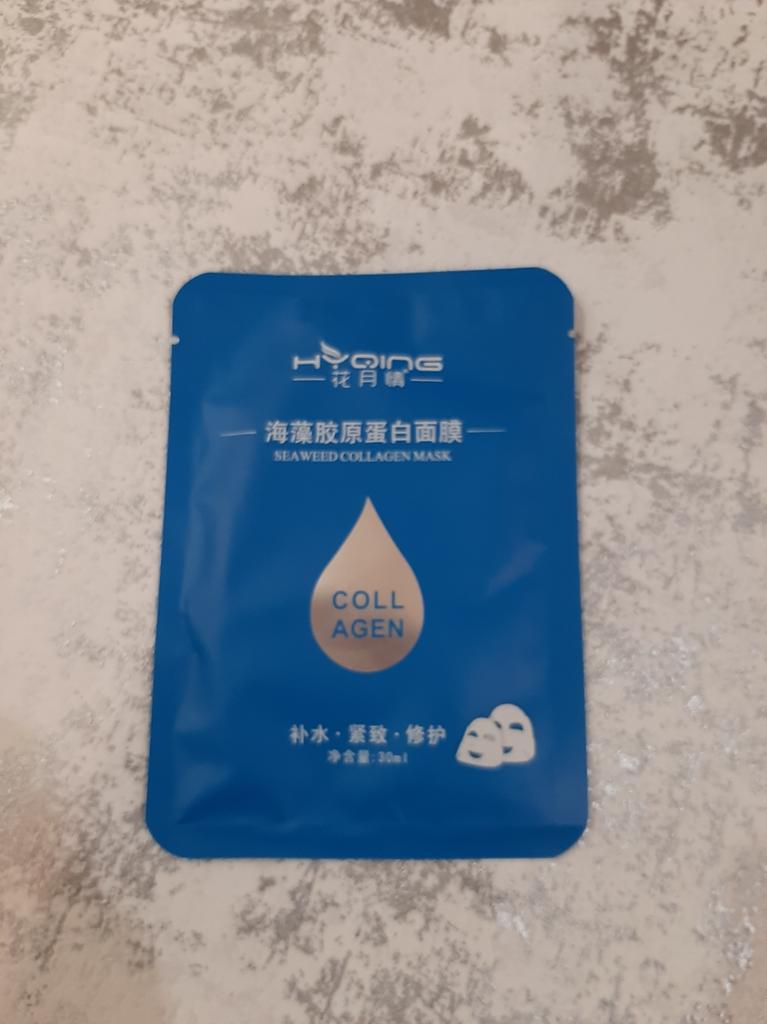 HYQING
花月情
海藻胶原蛋白面膜
SEAWEED COLLAGEN MASK
COLL
AGEN
补水·紧致·修护
净含量:30ml